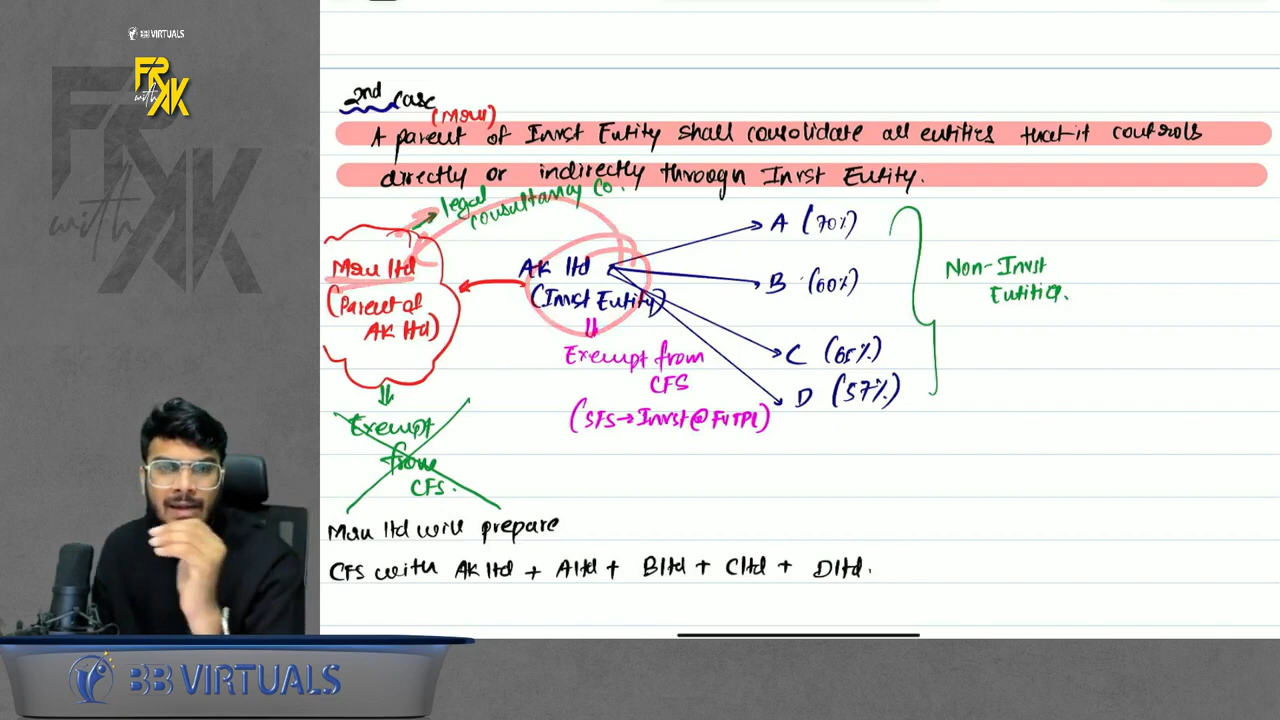 BB VIRTUALS
FR
with
AK
2nd case
(Mau)
A parent of Invst Entity shall consolidate all entities that it controls
directly or indirectly through Invst Entity.
legal
consultancy Co.
Mau ltd
(Parent of
AK ltd)
AK ltd
(Invst Entity)
A (70%)
B (60%)
C (65%)
D (57%)
Non-Invst
Entities.
Exempt from
CFS
(SFS→Invst@FVTPL)
Exempt
from
CFS.
Mau ltd will prepare
CFS with AK ltd + A ltd + B ltd + C ltd + D ltd.
BB VIRTUALS